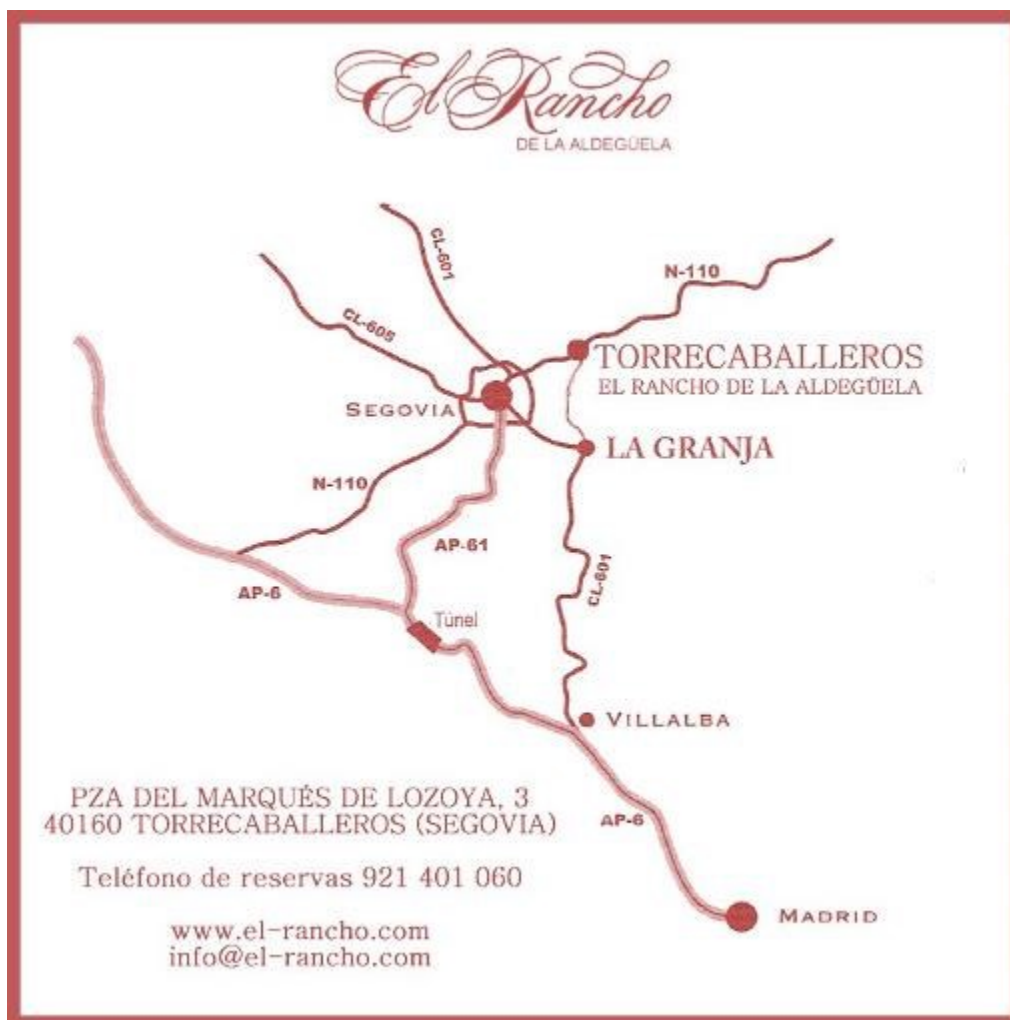 El Rancho
DE LA ALDEGÜELA
CL-601
N-110
CL-605
TORRECABALLEROS
EL RANCHO DE LA ALDEGÜELA
SEGOVIA
LA GRANJA
N-110
AP-61
CL-601
AP-6
Túnel
VILLALBA
PZA DEL MARQUÉS DE LOZOYA, 3
40160 TORRECABALLEROS (SEGOVIA)
AP-6
Teléfono de reservas 921 401 060
MADRID
www.el-rancho.com
info@el-rancho.com